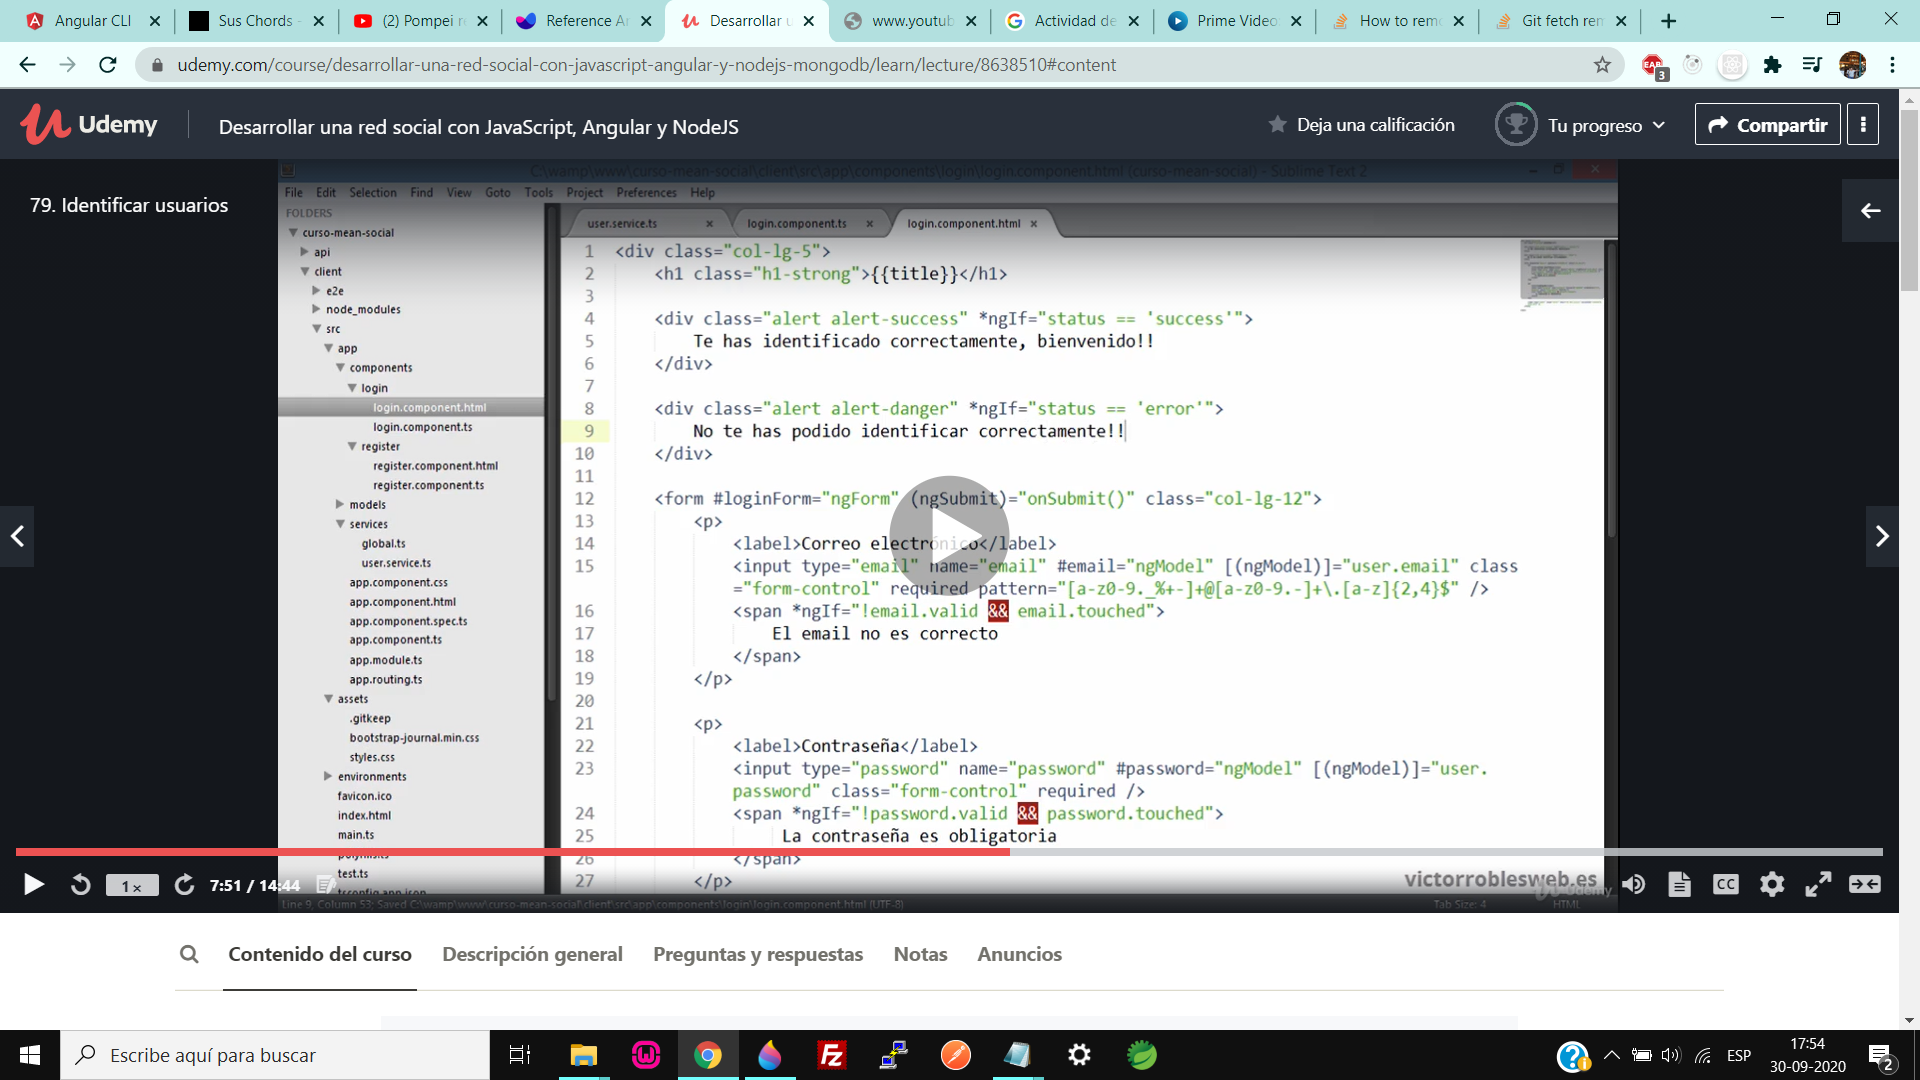 Angular CLI
Sus Chords -
(2) Pompei r
Reference Ar
Desarrollar u
www.youtub
Actividad de
Prime Video:
How to rem
Git fetch rem
udemy.com/course/desarrollar-una-red-social-con-javascript-angular-y-nodejs-mongodb/learn/lecture/8638510#content
EAB
3
Udemy
Desarrollar una red social con JavaScript, Angular y NodeJS
Deja una calificación
Tu progreso
Compartir
C:\wamp\www\curso-mean-social\client\src\app\components\login\login.component.html (curso-mean-social) - Sublime Text 2
File Edit Selection Find View Goto Tools Project Preferences Help
79. Identificar usuarios
FOLDERS
curso-mean-social
api
client
e2e
node_modules
src
app
components
login
login.component.html
login.component.ts
register
register.component.html
register.component.ts
models
services
global.ts
user.service.ts
app.component.css
app.component.html
app.component.spec.ts
app.component.ts
app.module.ts
app.routing.ts
assets
.gitkeep
bootstrap-journal.min.css
styles.css
environments
favicon.ico
index.html
main.ts
polyfills.ts
test.ts
tsconfig.app.json
user.service.ts
login.component.ts
login.component.html
1 <div class="col-lg-5">
2 <h1 class="h1-strong">{{title}}</h1>
3
4 <div class="alert alert-success" *ngIf="status == 'success'">
5 Te has identificado correctamente, bienvenido!!
6 </div>
7
8 <div class="alert alert-danger" *ngIf="status == 'error'">
9 No te has podido identificar correctamente!!
10 </div>
11
12 <form #loginForm="ngForm" (ngSubmit)="onSubmit()" class="col-lg-12">
13 <p>
14 <label>Correo electrónico</label>
15 <input type="email" name="email" #email="ngModel" [(ngModel)]="user.email" class
="form-control" required pattern="[a-z0-9._%+-]+@[a-z0-9.-]+\.[a-z]{2,4}$" />
16 <span *ngIf="!email.valid && email.touched">
17 El email no es correcto
18 </span>
19 </p>
20
21 <p>
22 <label>Contraseña</label>
23 <input type="password" name="password" #password="ngModel" [(ngModel)]="user.
password" class="form-control" required />
24 <span *ngIf="!password.valid && password.touched">
25 La contraseña es obligatoria
26 </span>
27 </p>
victorroblesweb.es
Udemy
1x
7:51 / 14:44
CC
Line 9, Column 53; Saved C:\wamp\www\curso-mean-social\client\src\app\components\login\login.component.html (UTF-8)
Tab Size: 4
HTML
Contenido del curso
Descripción general
Preguntas y respuestas
Notas
Anuncios
Escribe aquí para buscar
FZ
ESP
17:54
30-09-2020
2